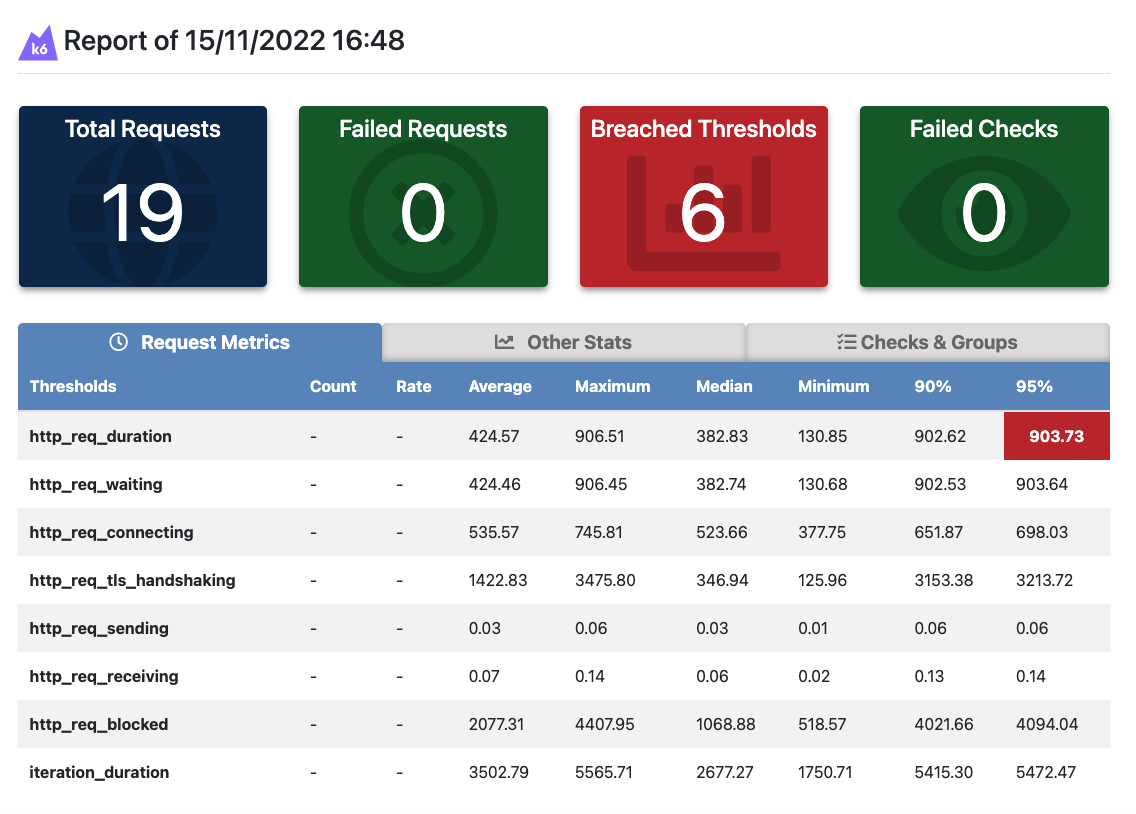 k6 Report of 15/11/2022 16:48
Total Requests Failed Requests Breached Thresholds Failed Checks
19 0 6 0
Request Metrics Other Stats Checks & Groups
Thresholds Count Rate Average Maximum Median Minimum 90% 95%
http_req_duration - - 424.57 906.51 382.83 130.85 902.62 903.73
http_req_waiting - - 424.46 906.45 382.74 130.68 902.53 903.64
http_req_connecting - - 535.57 745.81 523.66 377.75 651.87 698.03
http_req_tls_handshaking - - 1422.83 3475.80 346.94 125.96 3153.38 3213.72
http_req_sending - - 0.03 0.06 0.03 0.01 0.06 0.06
http_req_receiving - - 0.07 0.14 0.06 0.02 0.13 0.14
http_req_blocked - - 2077.31 4407.95 1068.88 518.57 4021.66 4094.04
iteration_duration - - 3502.79 5565.71 2677.27 1750.71 5415.30 5472.47